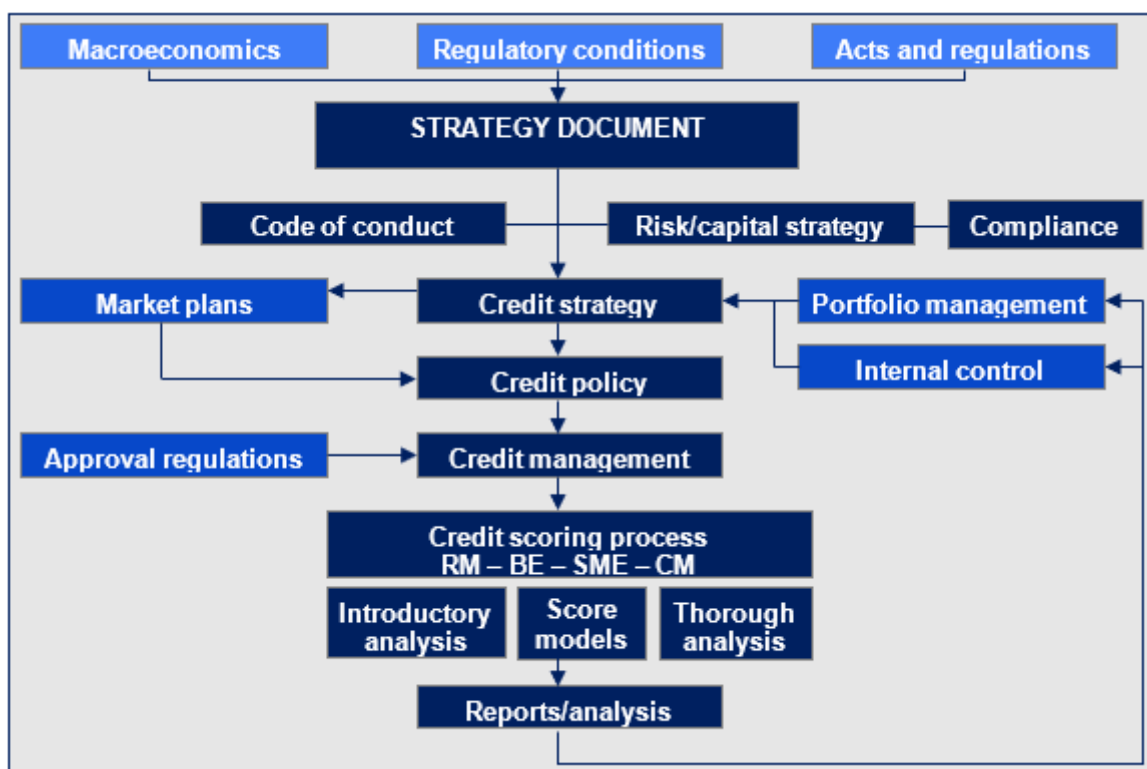 Macroeconomics
Regulatory conditions
Acts and regulations
STRATEGY DOCUMENT
Code of conduct
Risk/capital strategy
Compliance
Market plans
Credit strategy
Portfolio management
Internal control
Credit policy
Approval regulations
Credit management
Credit scoring process
RM – BE – SME – CM
Introductory
analysis
Score
models
Thorough
analysis
Reports/analysis